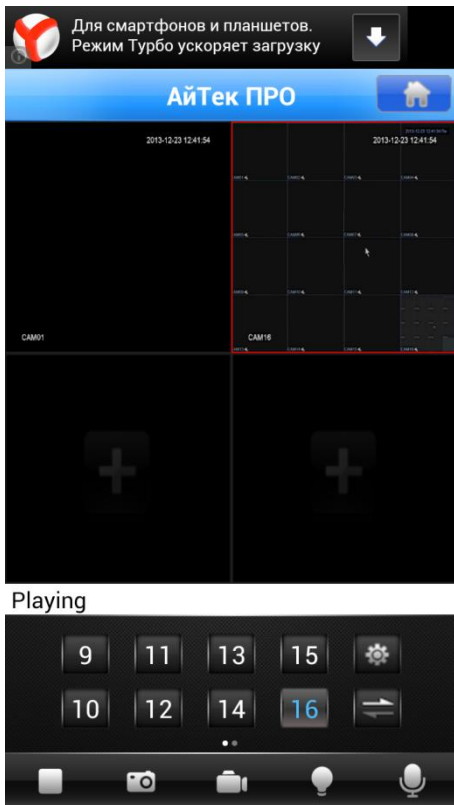 Для смартфонов и планшетов.
Режим Турбо ускоряет загрузку
АйТек ПРО
2013-12-23 12:41:54
2013-12-23 12:41:54
CAM01
CAM16
Playing
9 11 13 15
10 12 14 16